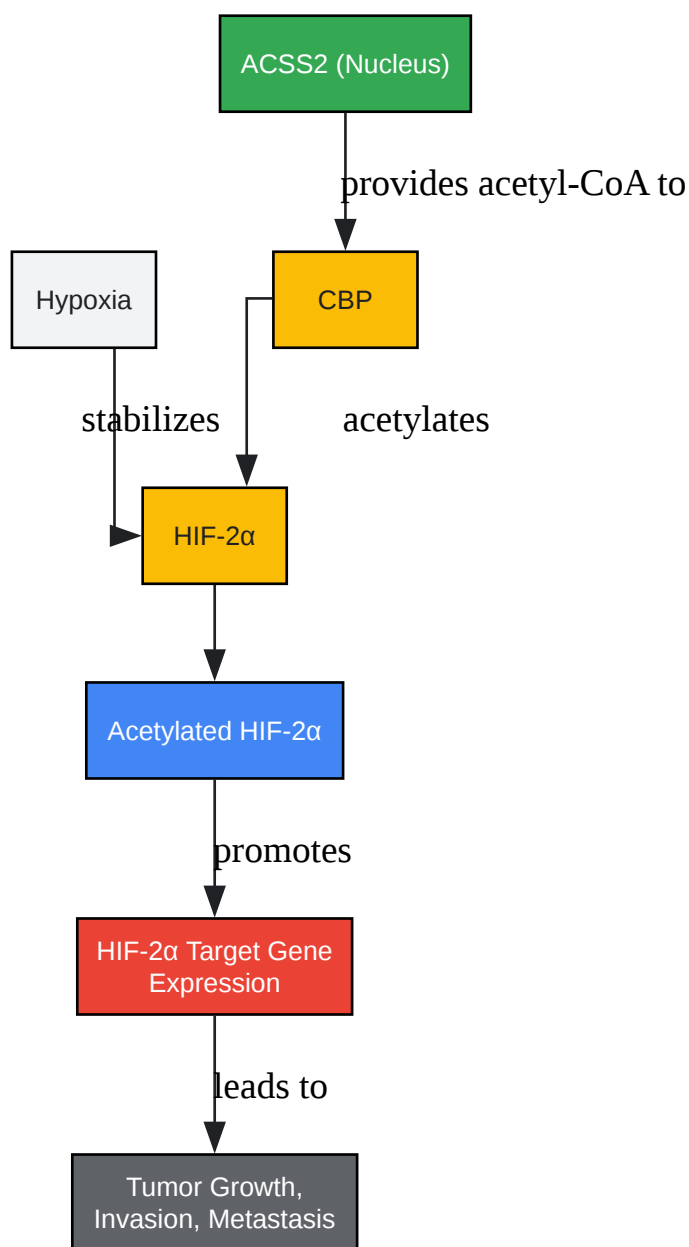 ACSS2 (Nucleus)
provides acetyl-CoA to
Hypoxia
CBP
stabilizes
acetylates
HIF-2α
Acetylated HIF-2α
promotes
HIF-2α Target Gene
Expression
leads to
Tumor Growth,
Invasion, Metastasis